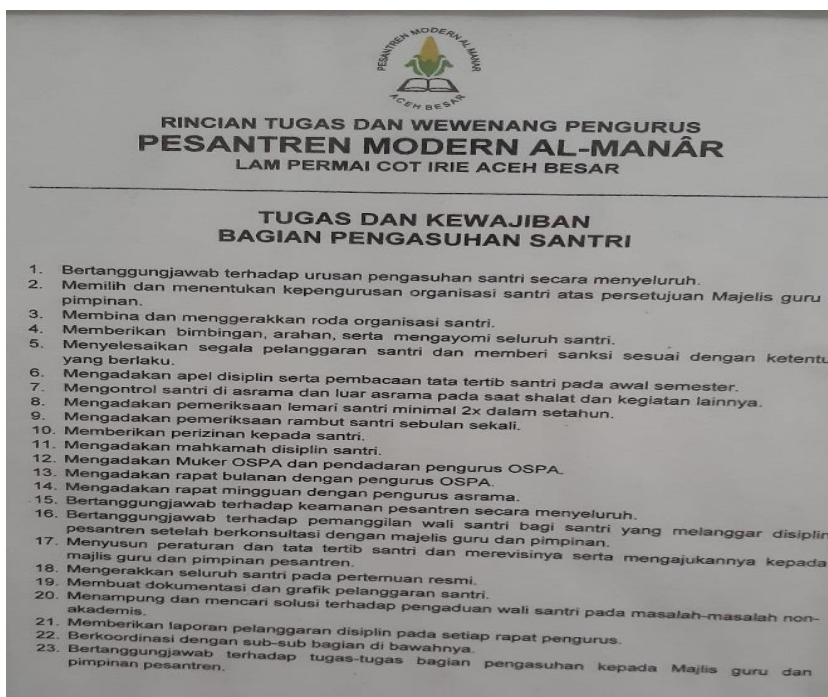 PESANTREN MODERN AL MANAR
ACEH BESAR
RINCIAN TUGAS DAN WEWENANG PENGURUS
PESANTREN MODERN AL-MANÂR
LAM PERMAI COT IRIE ACEH BESAR
TUGAS DAN KEWAJIBAN
BAGIAN PENGASUHAN SANTRI
1. Bertanggungjawab terhadap urusan pengasuhan santri secara menyeluruh.
2. Memilih dan menentukan kepengurusan organisasi santri atas persetujuan Majelis guru
pimpinan.
3. Membina dan menggerakkan roda organisasi santri.
4. Memberikan bimbingan, arahan, serta mengayomi seluruh santri.
5. Menyelesaikan segala pelanggaran santri dan memberi sanksi sesuai dengan ketentu
yang berlaku.
6. Mengadakan apel disiplin serta pembacaan tata tertib santri pada awal semester.
7. Mengontrol santri di asrama dan luar asrama pada saat shalat dan kegiatan lainnya.
8. Mengadakan pemeriksaan lemari santri minimal 2x dalam setahun.
9. Mengadakan pemeriksaan rambut santri sebulan sekali.
10. Memberikan perizinan kepada santri.
11. Mengadakan mahkamah disiplin santri.
12. Mengadakan Muker OSPA dan pendadaran pengurus OSPA.
13. Mengadakan rapat bulanan dengan pengurus OSPA.
14. Mengadakan rapat mingguan dengan pengurus asrama.
15. Bertanggungjawab terhadap keamanan pesantren secara menyeluruh.
16. Bertanggungjawab terhadap pemanggilan wali santri bagi santri yang melanggar disiplin
pesantren setelah berkonsultasi dengan majelis guru dan pimpinan.
17. Menyusun peraturan dan tata tertib santri dan merevisinya serta mengajukannya kepada
majlis guru dan pimpinan pesantren.
18. Mengerakkan seluruh santri pada pertemuan resmi.
19. Membuat dokumentasi dan grafik pelanggaran santri.
20. Menampung dan mencari solusi terhadap pengaduan wali santri pada masalah-masalah non-
akademis.
21. Memberikan laporan pelanggaran disiplin pada setiap rapat pengurus.
22. Berkoordinasi dengan sub-sub bagian di bawahnya.
23. Bertanggungjawab terhadap tugas-tugas bagian pengasuhan kepada Majlis guru dan
pimpinan pesantren.